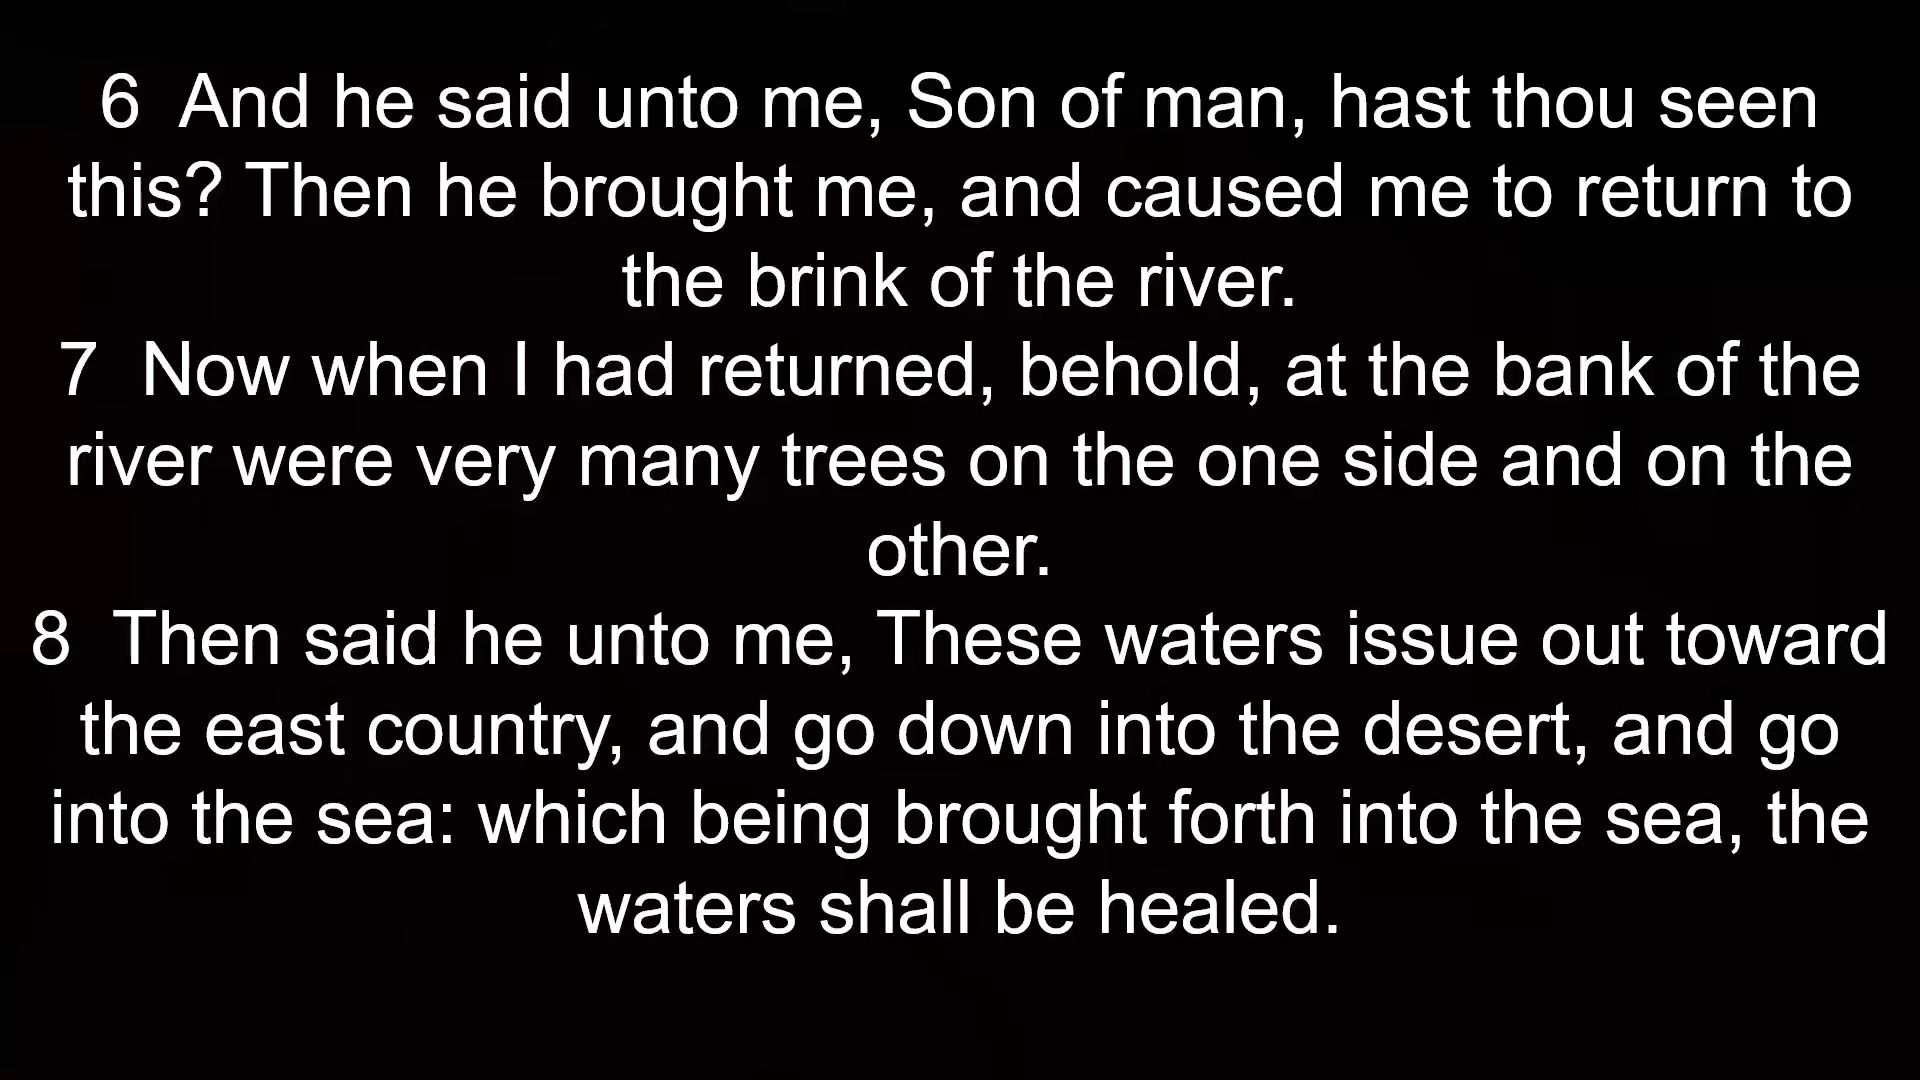 6  And he said unto me, Son of man, hast thou seen
this? Then he brought me, and caused me to return to
the brink of the river.
7  Now when I had returned, behold, at the bank of the
river were very many trees on the one side and on the
other.
8  Then said he unto me, These waters issue out toward
the east country, and go down into the desert, and go
into the sea: which being brought forth into the sea, the
waters shall be healed.